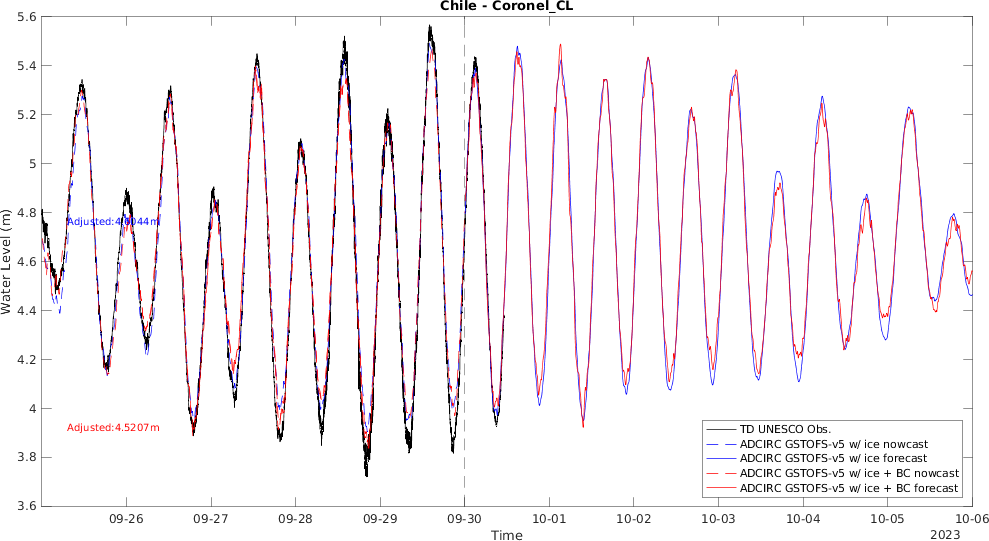 Chile - Coronel_CL
5.6
5.4
5.2
5
4.8
4.6
4.4
4.2
4
3.8
3.6
Water Level (m)
Adjusted:4.5207m
09-26
09-27
09-28
09-29
09-30
10-01
10-02
10-03
10-04
10-05
10-06
Time
2023
TD UNESCO Obs.
ADCIRC GSTOFS-v5 w/ ice nowcast
ADCIRC GSTOFS-v5 w/ ice forecast
ADCIRC GSTOFS-v5 w/ ice + BC nowcast
ADCIRC GSTOFS-v5 w/ ice + BC forecast